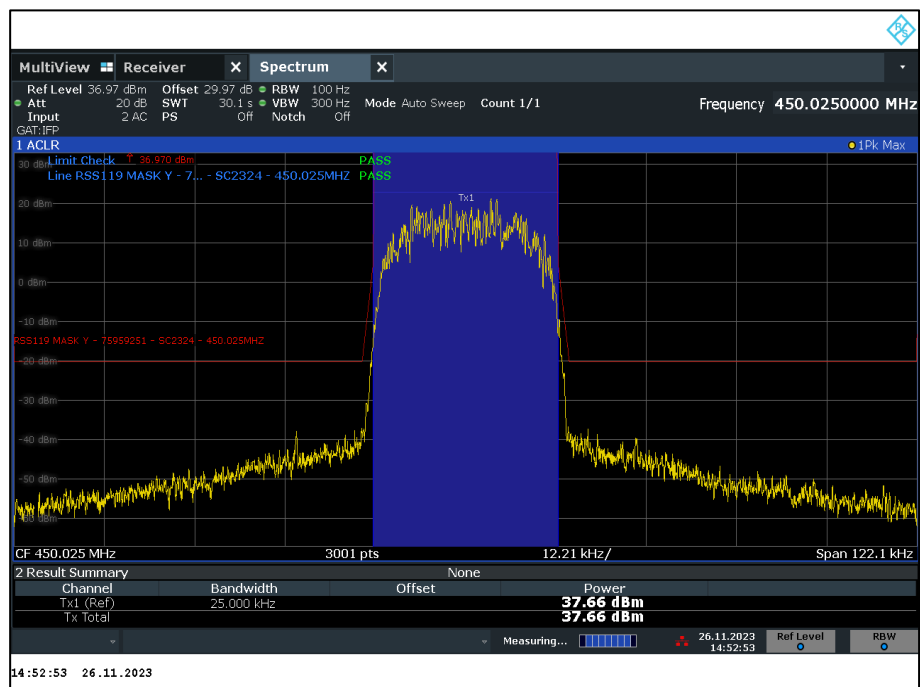 R&S
MultiView Receiver X Spectrum X
Ref Level 36.97 dBm Offset 29.97 dB RBW 100 Hz
Att 20 dB SWT 30.1 s VBW 300 Hz Mode Auto Sweep Count 1/1 Frequency 450.0250000 MHz
Input 2 AC PS Off Notch Off
GAT:IFP
1 ACLR 1Pk Max
30 dBm Limit Check 36.970 dBm PASS
Line RSS119 MASK Y - 7... - SC2324 - 450.025MHZ PASS
Tx1
20 dBm
10 dBm
0 dBm
-10 dBm
RSS119 MASK Y - 75959251 - SC2324 - 450.025MHZ
-20 dBm
-30 dBm
-40 dBm
-50 dBm
-60 dBm
CF 450.025 MHz 3001 pts 12.21 kHz/ Span 122.1 kHz
2 Result Summary None
Channel Bandwidth Offset Power
Tx1 (Ref) 25.000 kHz 37.66 dBm
Tx Total 37.66 dBm
Measuring... 26.11.2023 Ref Level RBW
14:52:53
14:52:53 26.11.2023